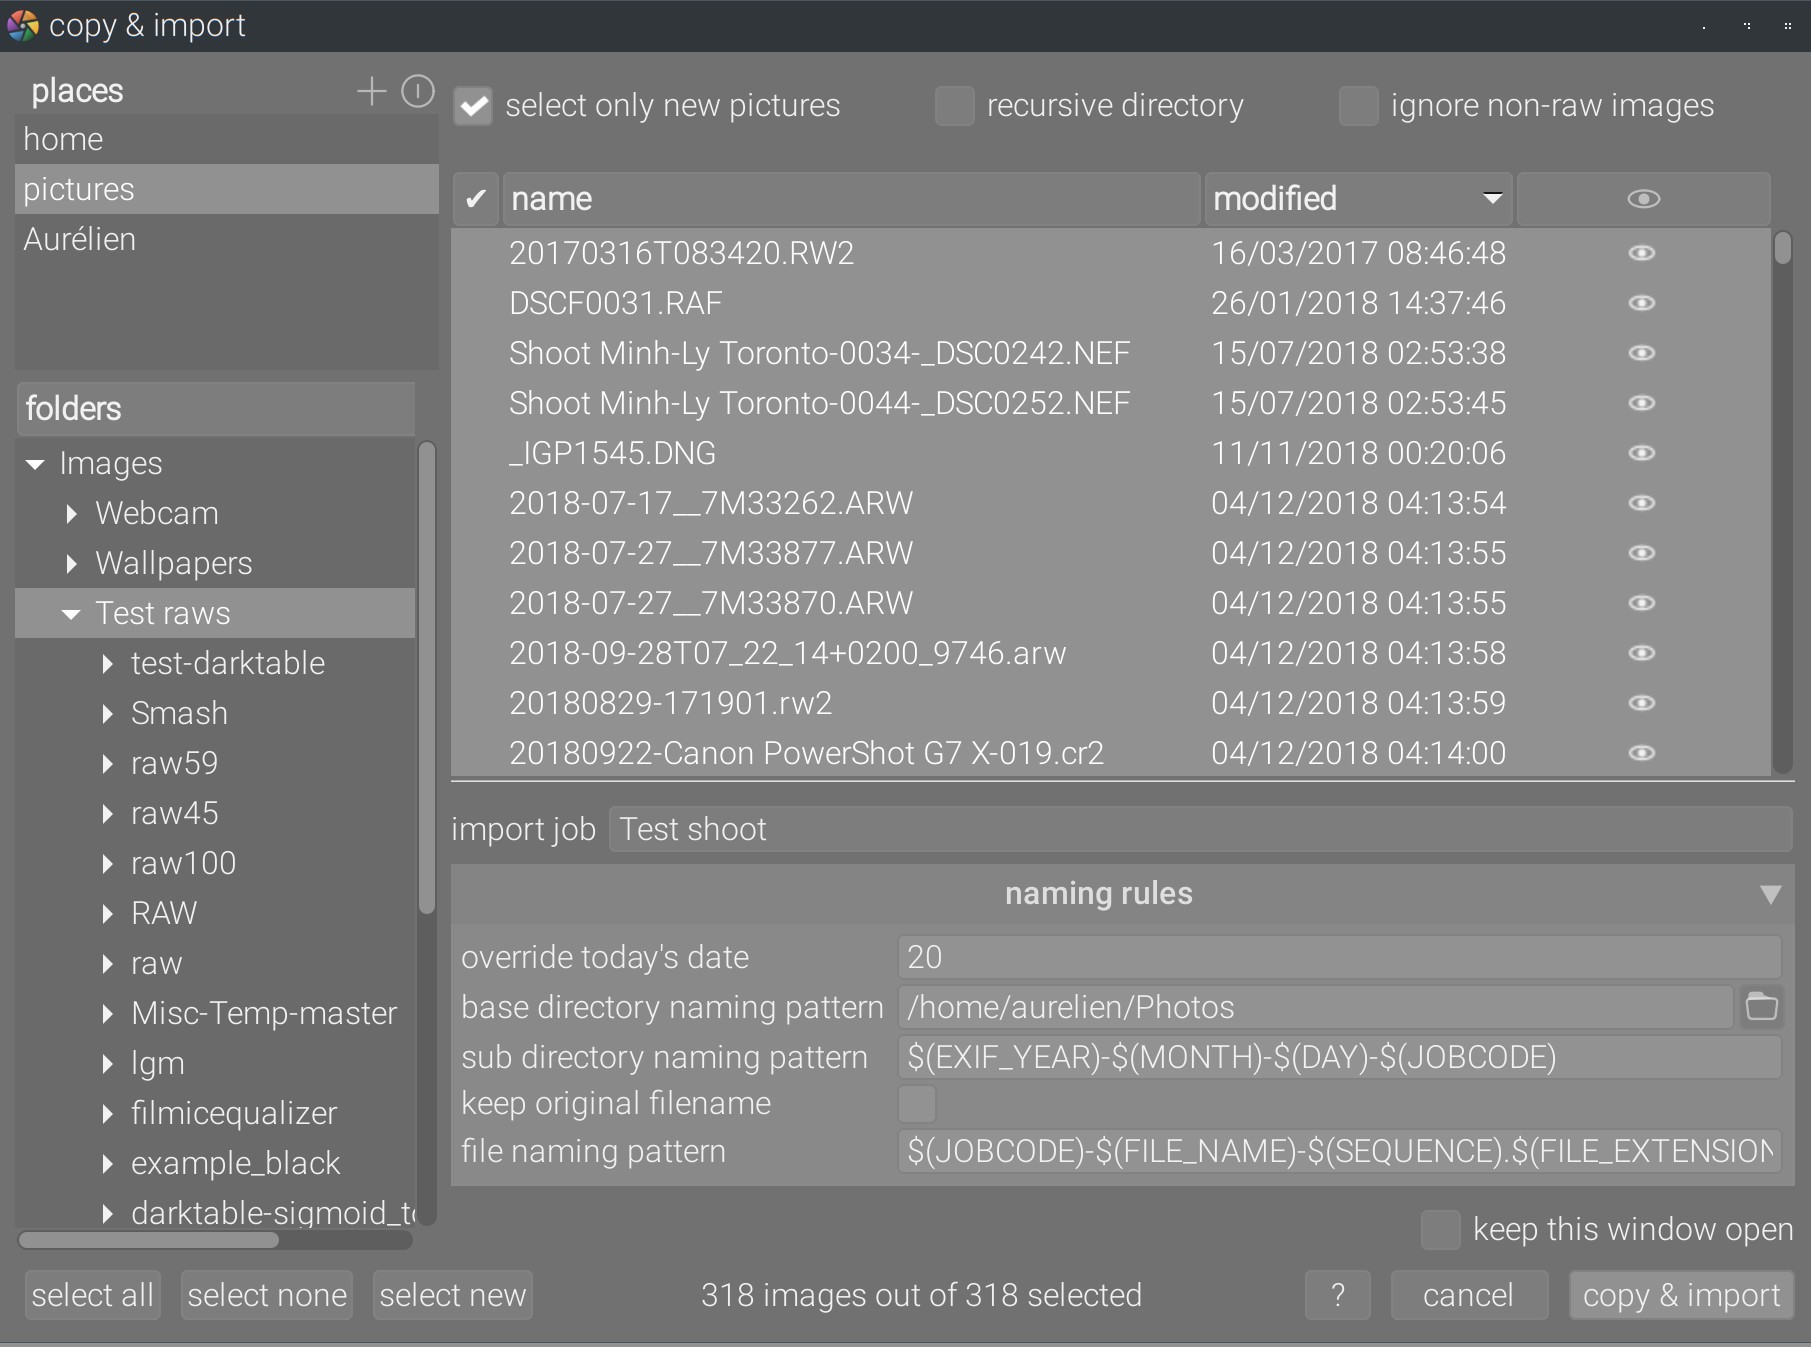 copy & import
places
home
pictures
Aurélien
folders
Images
Webcam
Wallpapers
Test raws
test-darktable
Smash
raw59
raw45
raw100
RAW
raw
Misc-Temp-master
lgm
filmicequalizer
example_black
darktable-sigmoid_to
select only new pictures recursive directory ignore non-raw images
✔ name modified
20170316T083420.RW2 16/03/2017 08:46:48
DSCF0031.RAF 26/01/2018 14:37:46
Shoot Minh-Ly Toronto-0034-_DSC0242.NEF 15/07/2018 02:53:38
Shoot Minh-Ly Toronto-0044-_DSC0252.NEF 15/07/2018 02:53:45
_IGP1545.DNG 11/11/2018 00:20:06
2018-07-17__7M33262.ARW 04/12/2018 04:13:54
2018-07-27__7M33877.ARW 04/12/2018 04:13:55
2018-07-27__7M33870.ARW 04/12/2018 04:13:55
2018-09-28T07_22_14+0200_9746.arw 04/12/2018 04:13:58
20180829-171901.rw2 04/12/2018 04:13:59
20180922-Canon PowerShot G7 X-019.cr2 04/12/2018 04:14:00
import job Test shoot
naming rules
override today's date 20
base directory naming pattern /home/aurelien/Photos
sub directory naming pattern $(EXIF_YEAR)-$(MONTH)-$(DAY)-$(JOBCODE)
keep original filename
file naming pattern $(JOBCODE)-$(FILE_NAME)-$(SEQUENCE).$(FILE_EXTENSION
keep this window open
select all select none select new 318 images out of 318 selected ? cancel copy & import